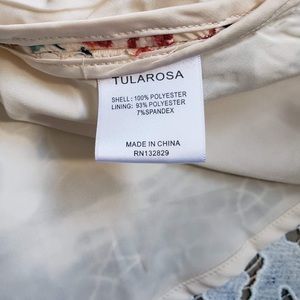 TULAROSA
SHELL: 100% POLYESTER
LINING: 93% POLYESTER
7%SPANDEX
MADE IN CHINA
RN132829